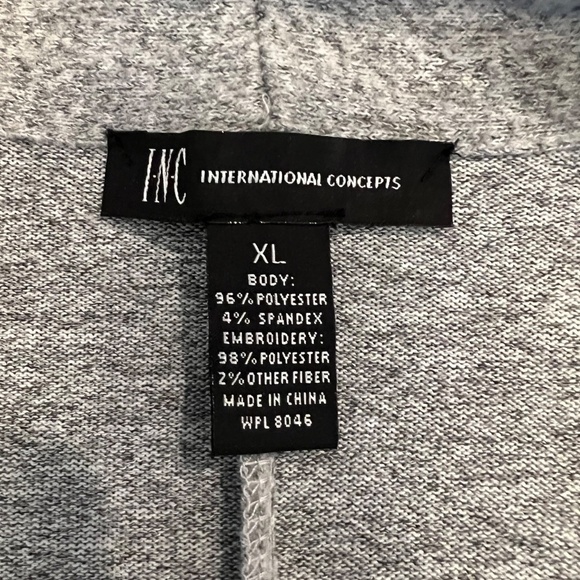 I·N·C INTERNATIONAL CONCEPTS
XL
BODY:
96% POLYESTER
4% SPANDEX
EMBROIDERY:
98% POLYESTER
2% OTHER FIBER
MADE IN CHINA
WPL 8046